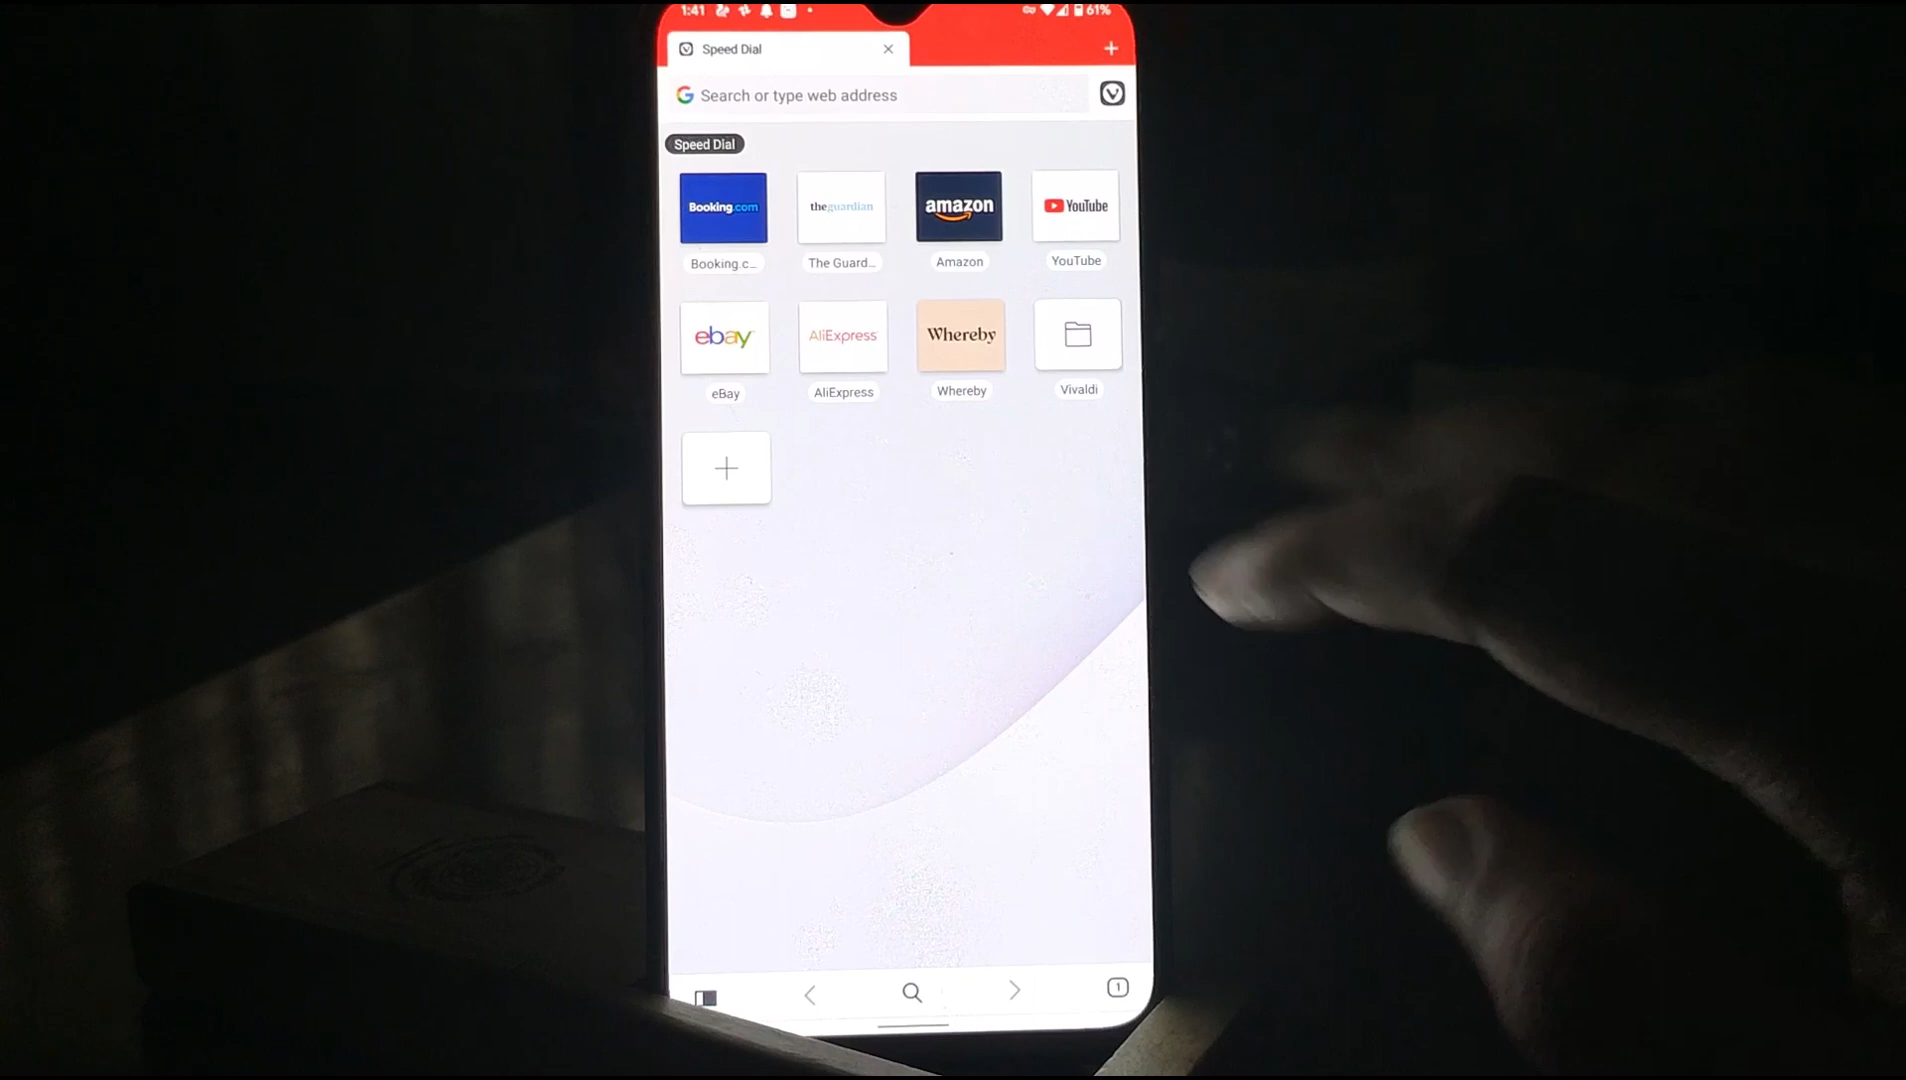 1:41 61%
Speed Dial
Search or type web address
Speed Dial
Booking.com theguardian amazon YouTube
Booking.c... The Guard... Amazon YouTube
ebay AliExpress Whereby
eBay AliExpress Whereby Vivaldi
1